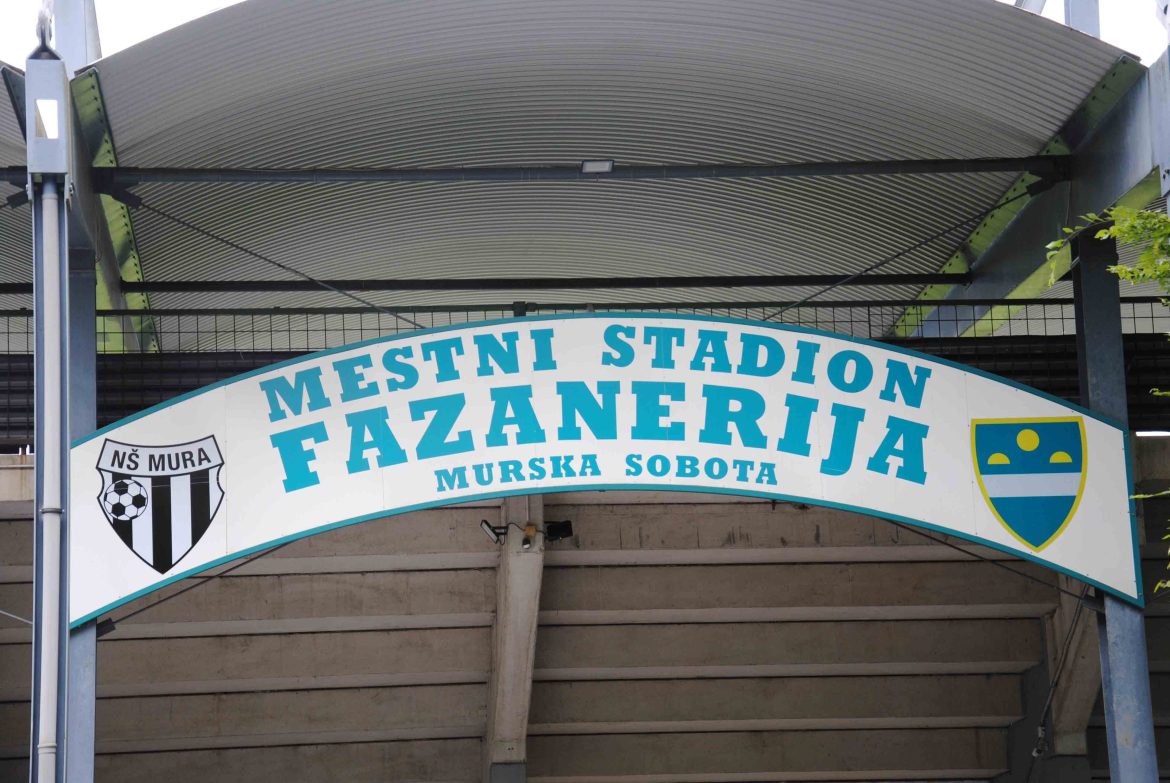 MESTNI STADION
FAZANERIJA
MURSKA SOBOTA
NŠ MURA